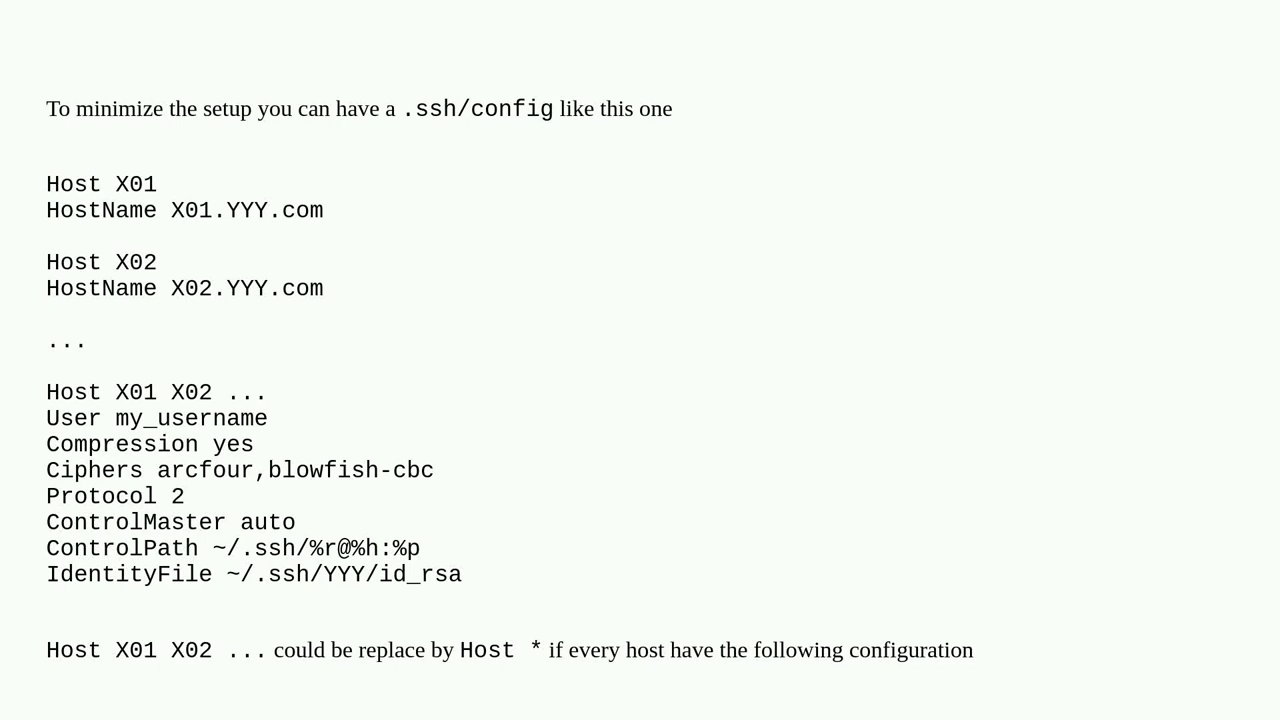 To minimize the setup you can have a .ssh/config like this one
Host X01
HostName X01.YYY.com
Host X02
HostName X02.YYY.com
...
Host X01 X02 ...
User my_username
Compression yes
Ciphers arcfour,blowfish-cbc
Protocol 2
ControlMaster auto
ControlPath ~/.ssh/%r@%h:%p
IdentityFile ~/.ssh/YYY/id_rsa
Host X01 X02 ... could be replace by Host * if every host have the following configuration